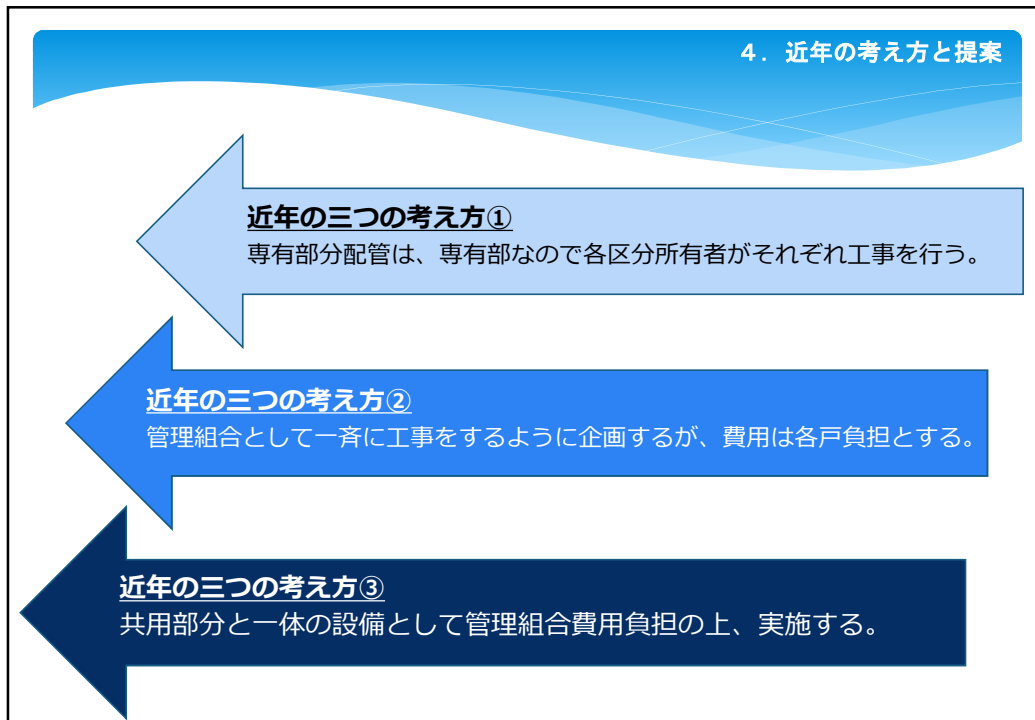 ４．近年の考え方と提案
近年の三つの考え方①
専有部分配管は、専有部なので各区分所有者がそれぞれ工事を行う。
近年の三つの考え方②
管理組合として一斉に工事をするように企画するが、費用は各戸負担とする。
近年の三つの考え方③
共用部分と一体の設備として管理組合費用負担の上、実施する。